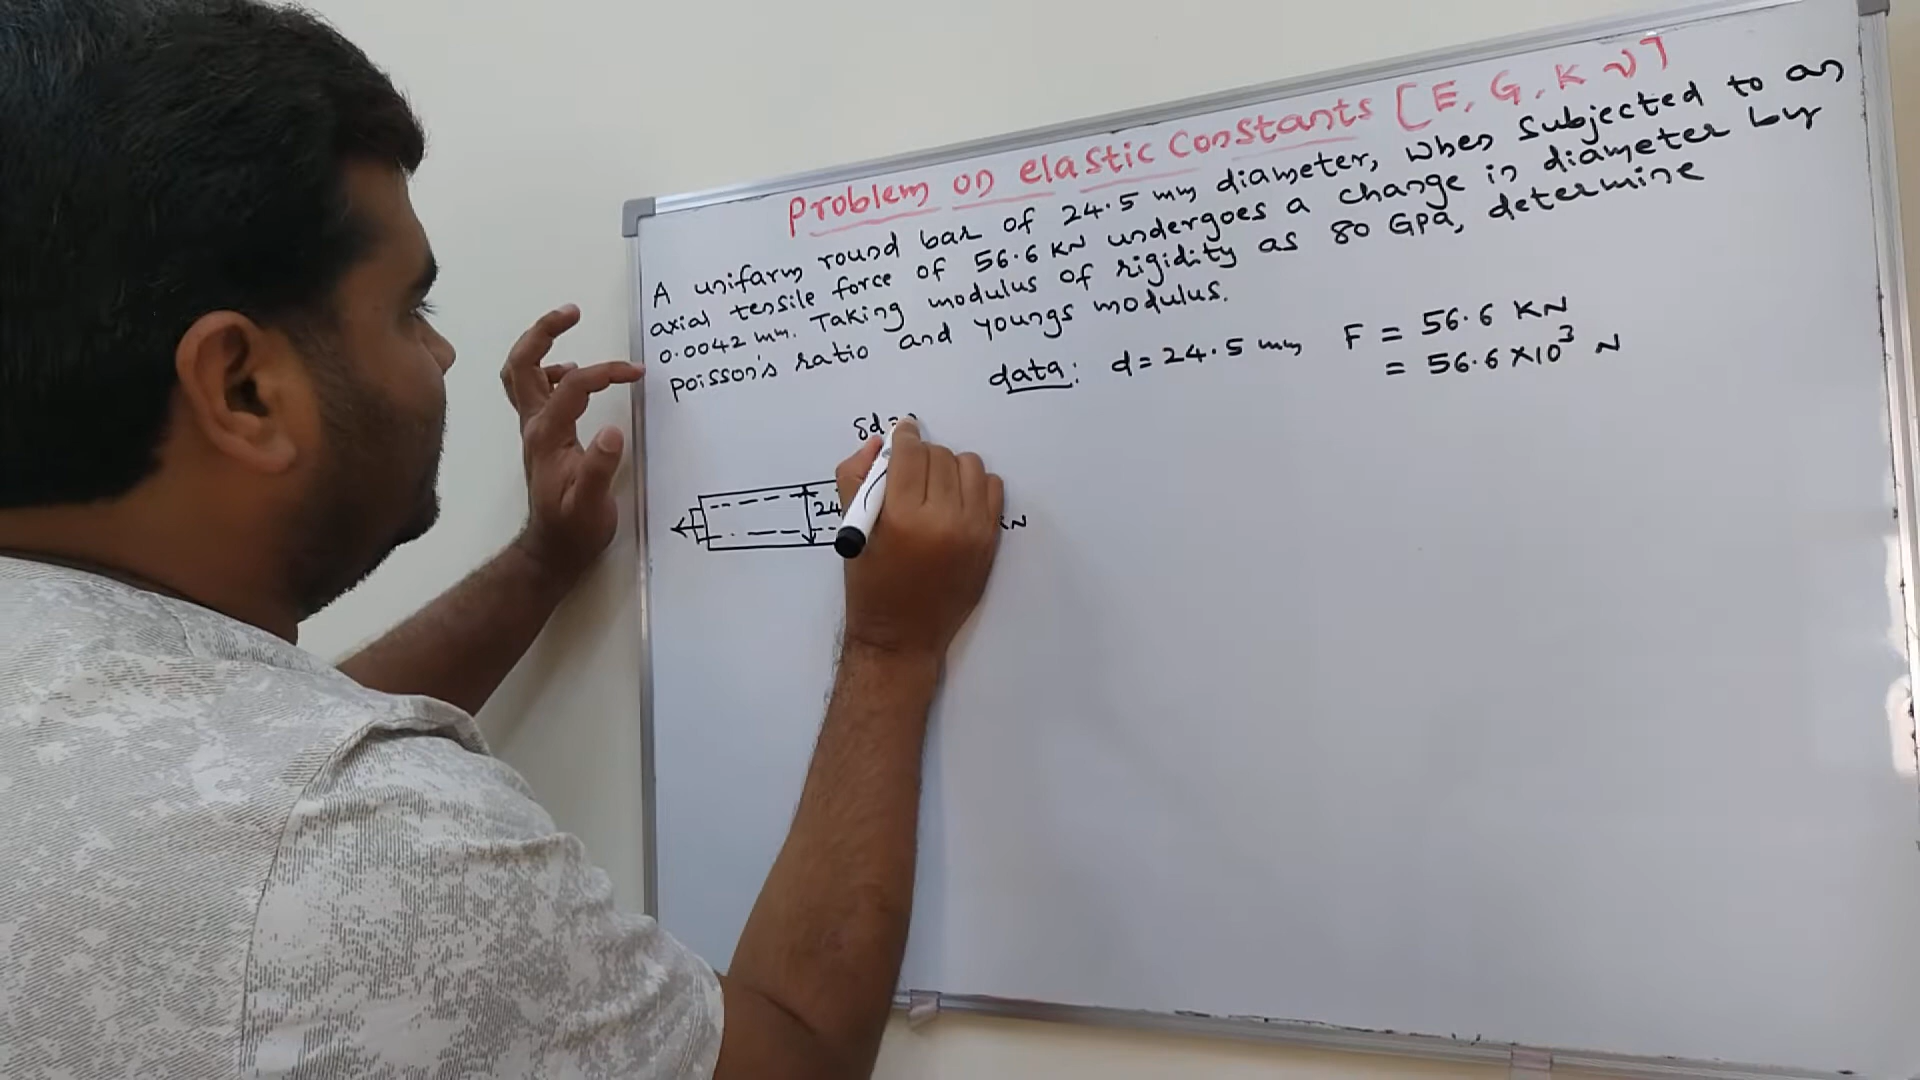 Problem on elastic constants [E, G, K ν]
A uniform round bar of 24.5 mm diameter, when subjected to an
axial tensile force of 56.6 KN undergoes a change in diameter by
0.0042 mm. Taking modulus of rigidity as 80 GPa, determine
poisson's ratio and youngs modulus.
data: d = 24.5 mm F = 56.6 KN
= 56.6 × 10³ N
δd =
24